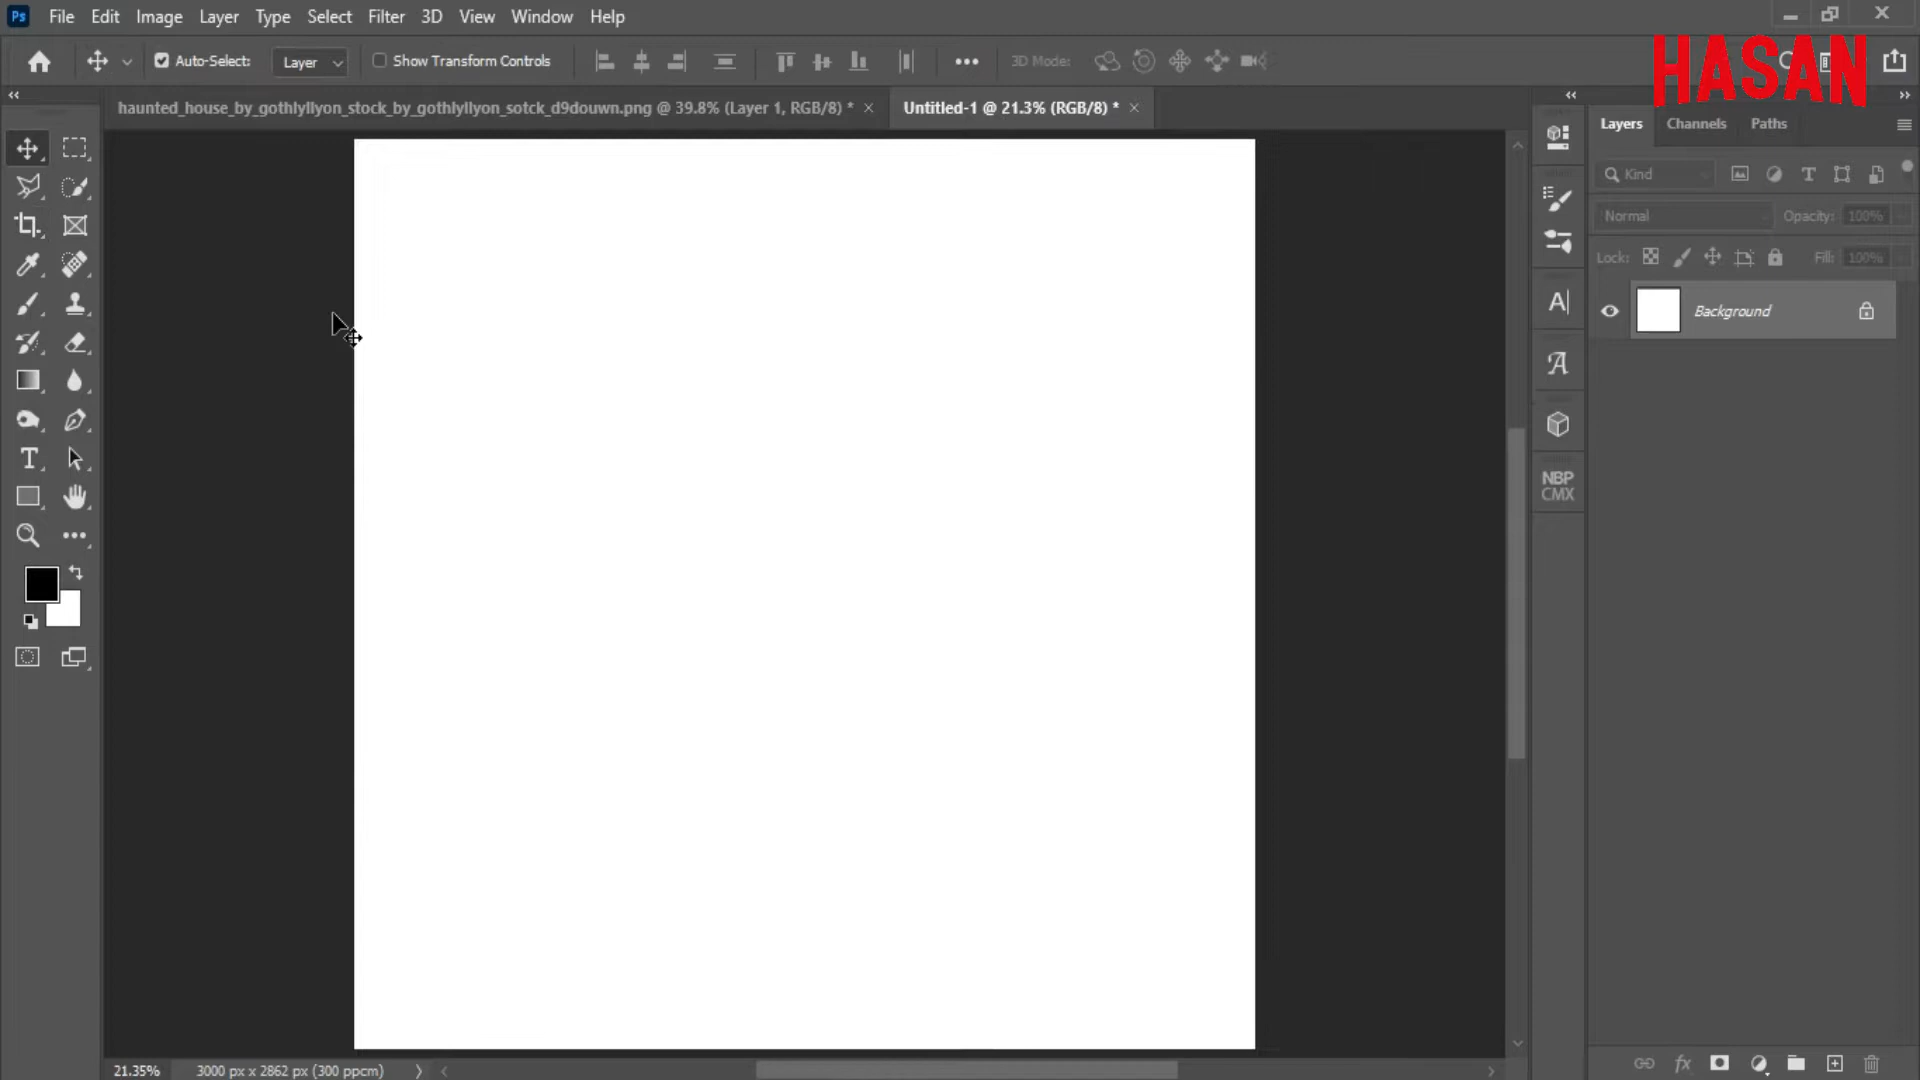 Ps File Edit Image Layer Type Select Filter 3D View Window Help
Auto-Select: Layer Show Transform Controls 3D Mode:
HASAN
haunted_house_by_gothlyllyon_stock_by_gothlyllyon_sotck_d9douwn.png @ 39.8% (Layer 1, RGB/8) * Untitled-1 @ 21.3% (RGB/8) *
Layers Channels Paths
Kind
Normal Opacity: 100%
Lock: Fill: 100%
Background
NBP
CMX
21.35% 3000 px x 2862 px (300 ppcm)